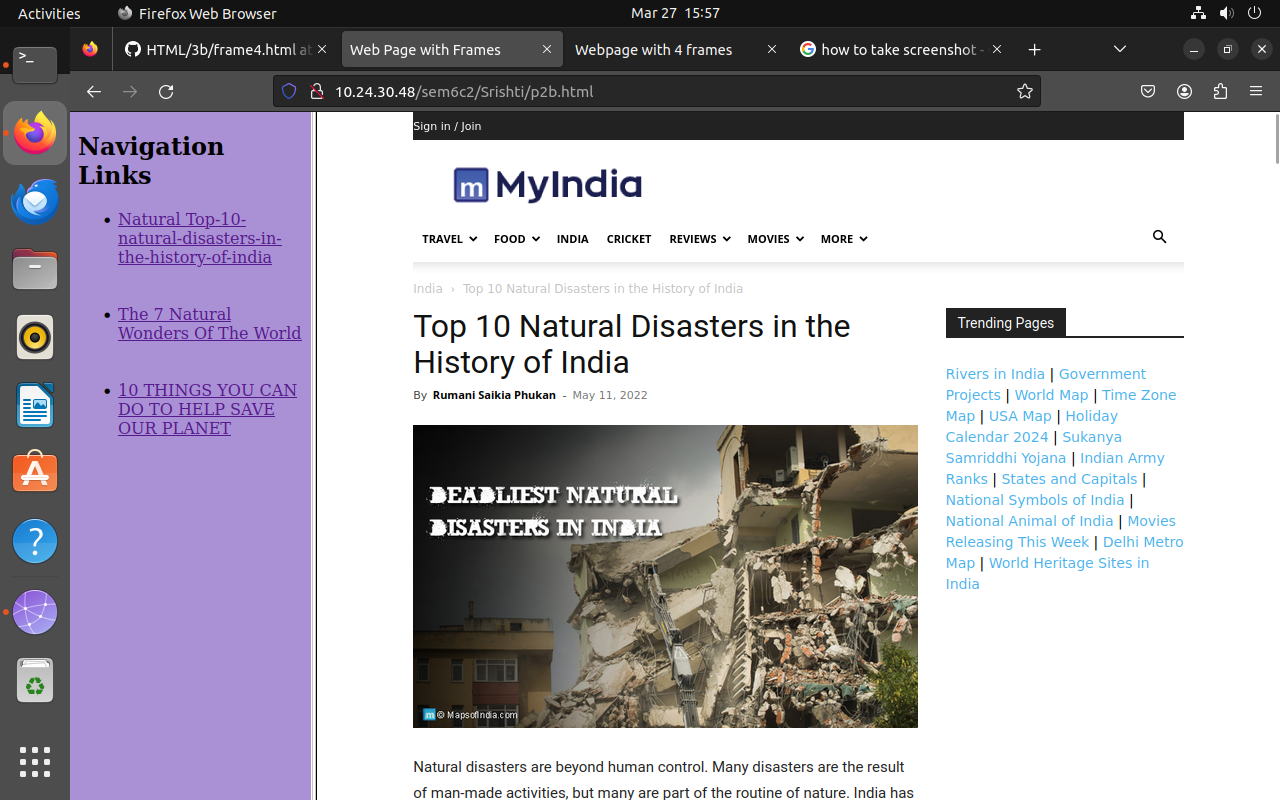 Activities
Firefox Web Browser
Mar 27 15:57
HTML/3b/frame4.html at
Web Page with Frames
Webpage with 4 frames
how to take screenshot -
10.24.30.48/sem6c2/Srishti/p2b.html
Navigation
Links
Natural Top-10-
natural-disasters-in-
the-history-of-india
The 7 Natural
Wonders Of The World
10 THINGS YOU CAN
DO TO HELP SAVE
OUR PLANET
Sign in / Join
m MyIndia
TRAVEL FOOD INDIA CRICKET REVIEWS MOVIES MORE
India › Top 10 Natural Disasters in the History of India
Top 10 Natural Disasters in the
History of India
By Rumani Saikia Phukan - May 11, 2022
DEADLIEST NATURAL
DISASTERS IN INDIA
m © MapsofIndia.com
Natural disasters are beyond human control. Many disasters are the result
of man-made activities, but many are part of the routine of nature. India has
Trending Pages
Rivers in India | Government
Projects | World Map | Time Zone
Map | USA Map | Holiday
Calendar 2024 | Sukanya
Samriddhi Yojana | Indian Army
Ranks | States and Capitals |
National Symbols of India |
National Animal of India | Movies
Releasing This Week | Delhi Metro
Map | World Heritage Sites in
India